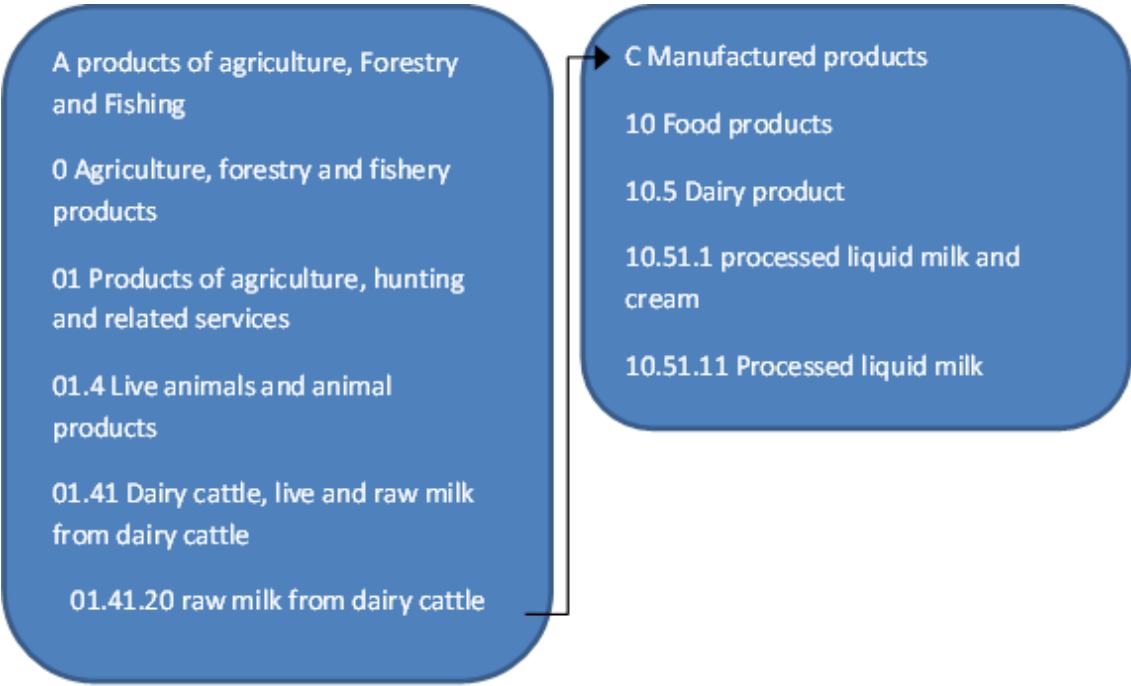 A products of agriculture, Forestry
and Fishing
0 Agriculture, forestry and fishery
products
01 Products of agriculture, hunting
and related services
01.4 Live animals and animal
products
01.41 Dairy cattle, live and raw milk
from dairy cattle
01.41.20 raw milk from dairy cattle
C Manufactured products
10 Food products
10.5 Dairy product
10.51.1 processed liquid milk and
cream
10.51.11 Processed liquid milk